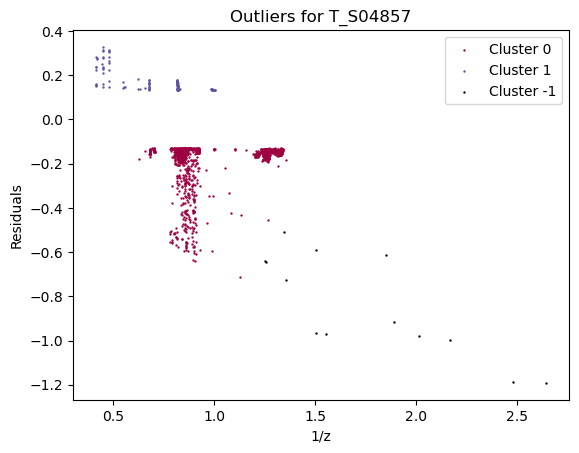 Outliers for T_S04857
Cluster 0
Cluster 1
Cluster -1
Residuals
0.4
0.2
0.0
−0.2
−0.4
−0.6
−0.8
−1.0
−1.2
0.5 1.0 1.5 2.0 2.5
1/z